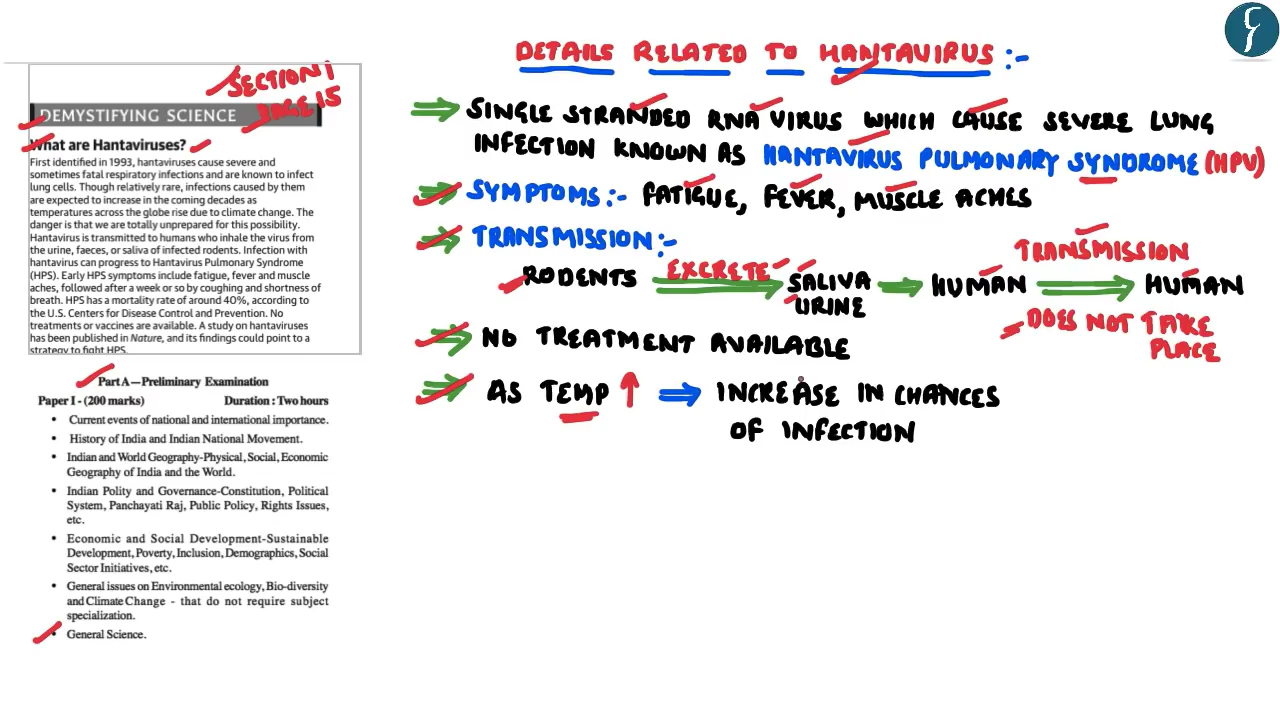 SECTION 1
PAGE 15
DEMYSTIFYING SCIENCE
What are Hantaviruses?
First identified in 1993, hantaviruses cause severe and
sometimes fatal respiratory infections and are known to infect
lung cells. Though relatively rare, infections caused by them
are expected to increase in the coming decades as
temperatures across the globe rise due to climate change. The
danger is that we are totally unprepared for this possibility.
Hantavirus is transmitted to humans who inhale the virus from
the urine, faeces, or saliva of infected rodents. Infection with
hantavirus can progress to Hantavirus Pulmonary Syndrome
(HPS). Early HPS symptoms include fatigue, fever and muscle
aches, followed after a week or so by coughing and shortness of
breath. HPS has a mortality rate of around 40%, according to
the U.S. Centers for Disease Control and Prevention. No
treatments or vaccines are available. A study on hantaviruses
has been published in Nature, and its findings could point to a
strategy to fight HPS.
Part A—Preliminary Examination
Paper I - (200 marks) Duration : Two hours
• Current events of national and international importance.
• History of India and Indian National Movement.
• Indian and World Geography-Physical, Social, Economic
Geography of India and the World.
• Indian Polity and Governance-Constitution, Political
System, Panchayati Raj, Public Policy, Rights Issues,
etc.
• Economic and Social Development-Sustainable
Development, Poverty, Inclusion, Demographics, Social
Sector Initiatives, etc.
• General issues on Environmental ecology, Bio-diversity
and Climate Change - that do not require subject
specialization.
• General Science.
DETAILS RELATED TO HANTAVIRUS :-
⇒ SINGLE STRANDED RNA VIRUS WHICH CAUSE SEVERE LUNG
INFECTION KNOWN AS HANTAVIRUS PULMONARY SYNDROME (HPV)
⇒ SYMPTOMS :- FATIGUE, FEVER, MUSCLE ACHES
⇒ TRANSMISSION :-
TRANSMISSION
RODENTS EXCRETE ⇒ SALIVA ⇒ HUMAN ⇒ HUMAN
URINE
DOES NOT TAKE
PLACE
⇒ NO TREATMENT AVAILABLE
⇒ AS TEMP ↑ ⇒ INCREASE IN CHANCES
OF INFECTION